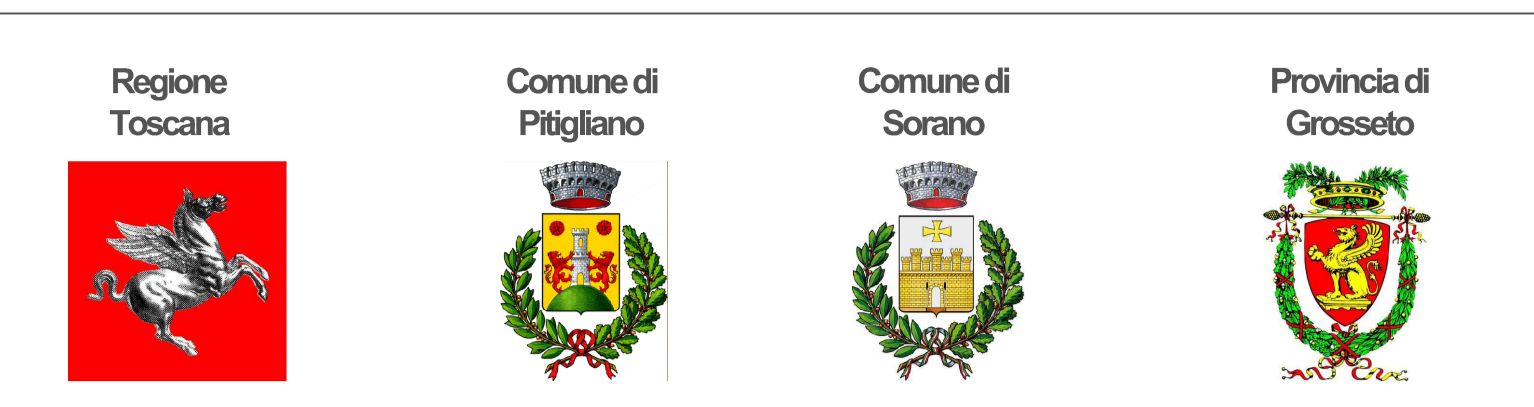 Regione
Toscana
Comune di
Pitigliano
Comune di
Sorano
Provincia di
Grosseto